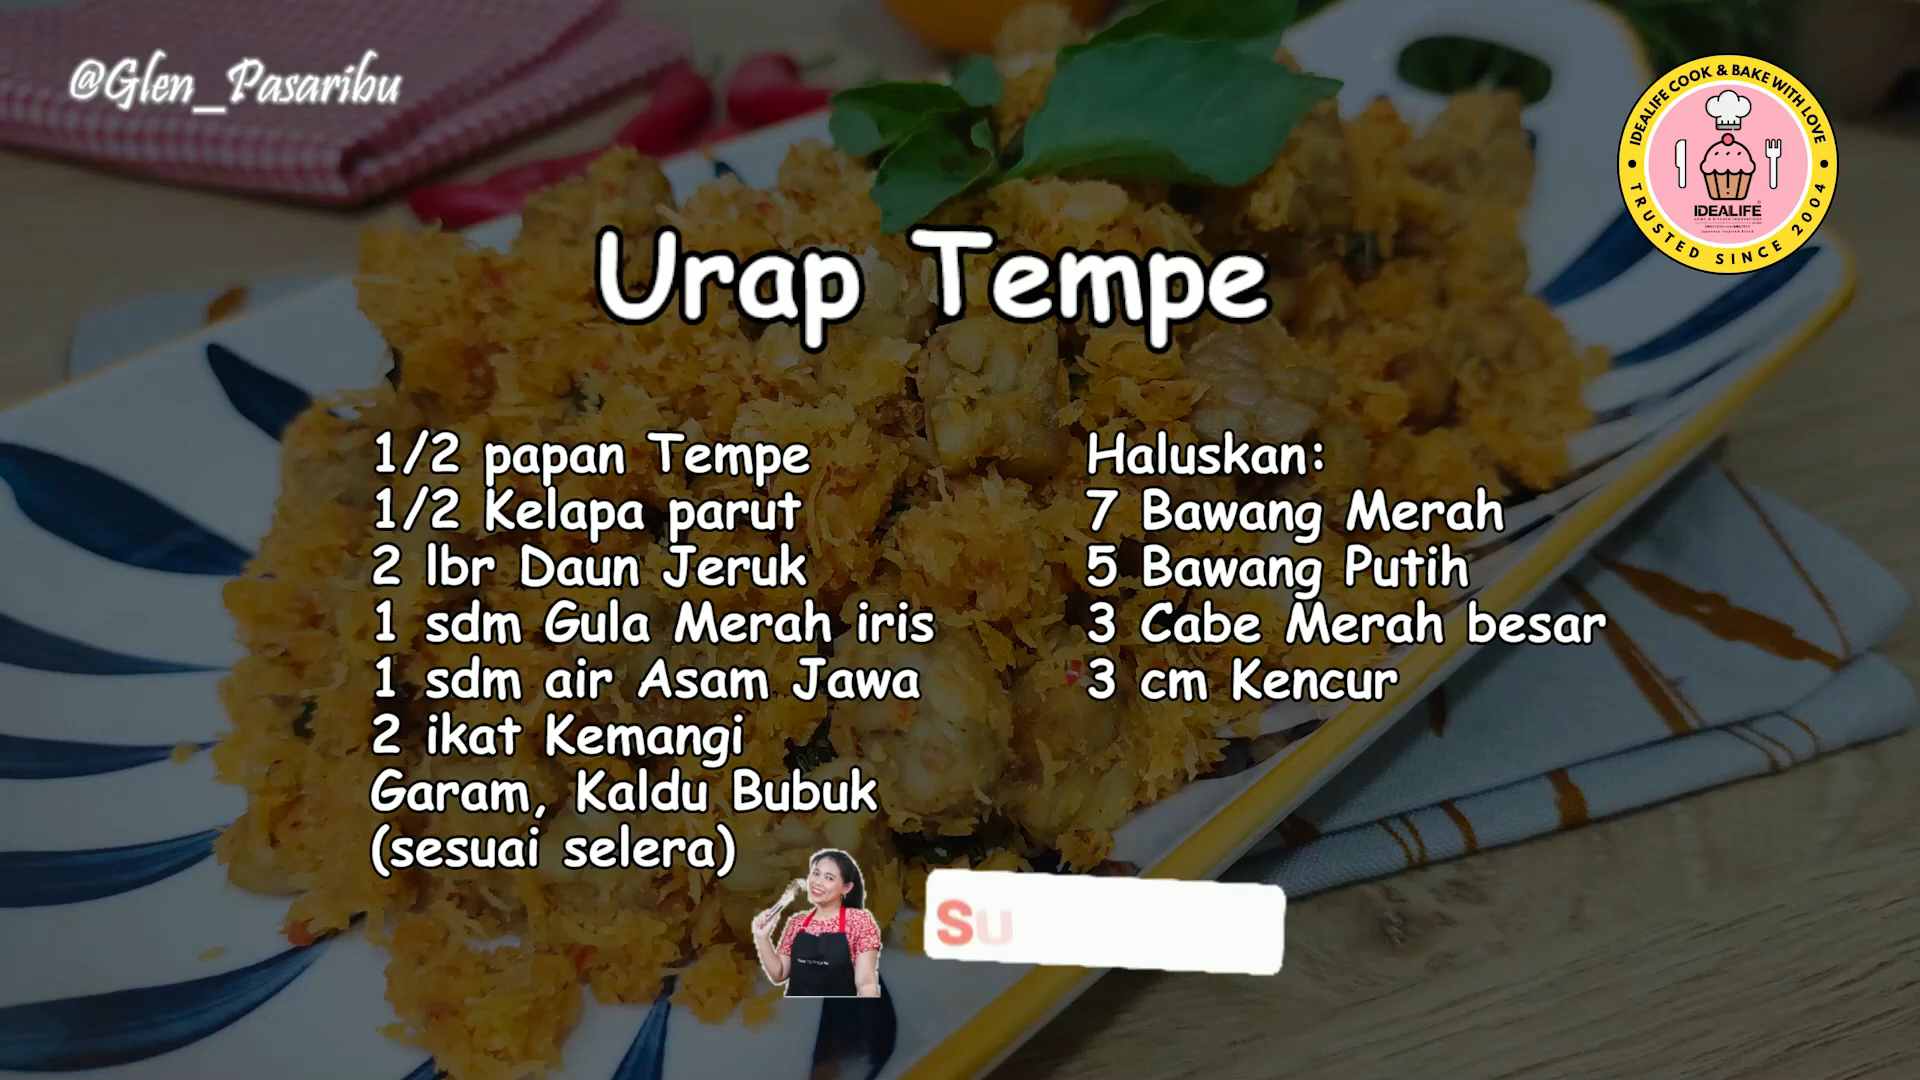 @Glen_Pasaribu
IDEALIFE COOK & BAKE WITH LOVE
IDEALIFE
TRUSTED SINCE 2004
Urap Tempe
1/2 papan Tempe
1/2 Kelapa parut
2 lbr Daun Jeruk
1 sdm Gula Merah iris
1 sdm air Asam Jawa
2 ikat Kemangi
Garam, Kaldu Bubuk
(sesuai selera)
Haluskan:
7 Bawang Merah
5 Bawang Putih
3 Cabe Merah besar
3 cm Kencur
Su